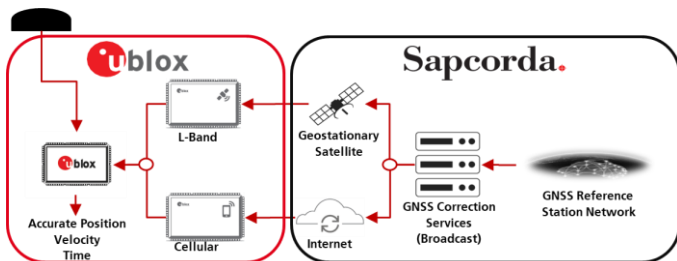 ublox
Sapcorda.
L-Band
Geostationary
Satellite
ublox
GNSS Correction
Services
(Broadcast)
GNSS Reference
Station Network
Accurate Position
Velocity
Time
Cellular
Internet